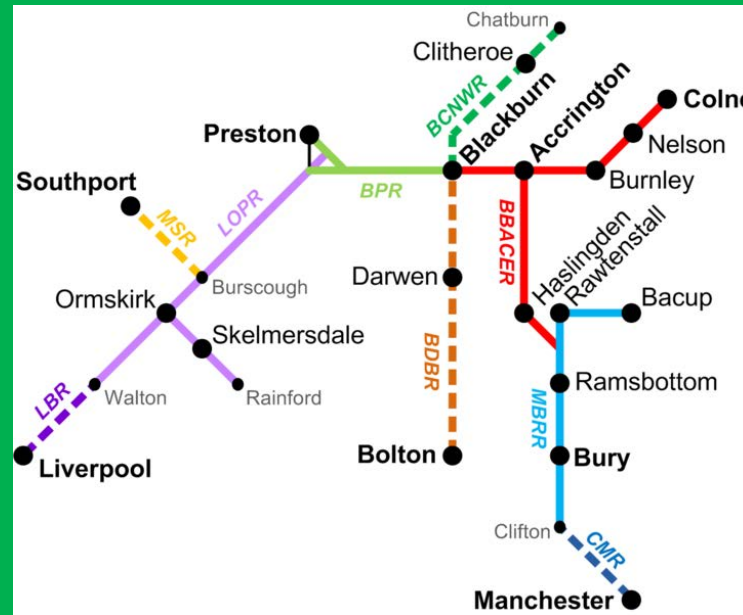 Chatburn
Clitheroe
BCNWR
Blackburn
Accrington
Colne
Preston
Nelson
Burnley
Southport
MSR
LOPR
BPR
BBACER
Haslingden
Rawtenstall
Burscough
Darwen
Bacup
Ormskirk
Skelmersdale
BDBR
MBRR
Ramsbottom
LBR
Walton
Rainford
Liverpool
Bolton
Bury
Clifton
CMR
Manchester